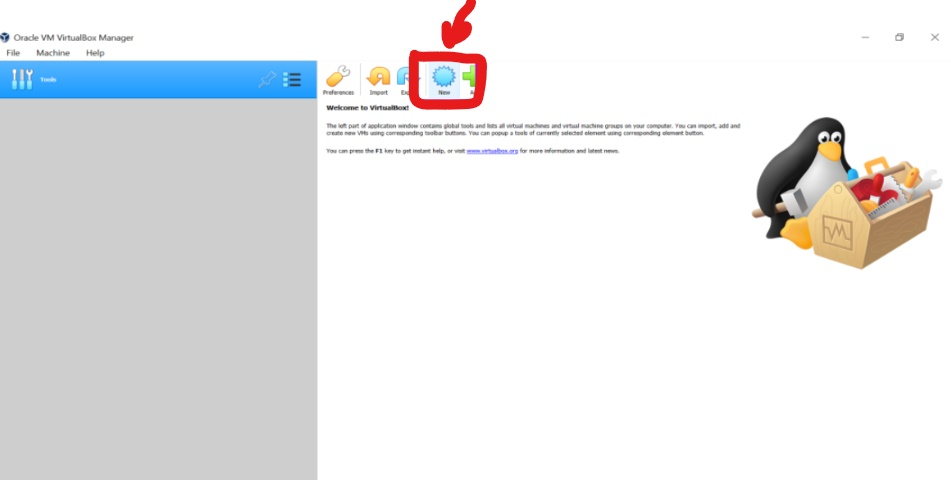 Oracle VM VirtualBox Manager
File Machine Help
Tools
Preferences Import New
Welcome to VirtualBox!
The left part of application window contains global tools and lists all virtual machines and virtual machine groups on your computer. You can import, add and
create new VMs using corresponding toolbar buttons. You can popup a tools of currently selected element using corresponding element button.
You can press the F1 key to get instant help, or visit www.virtualbox.org for more information and latest news.